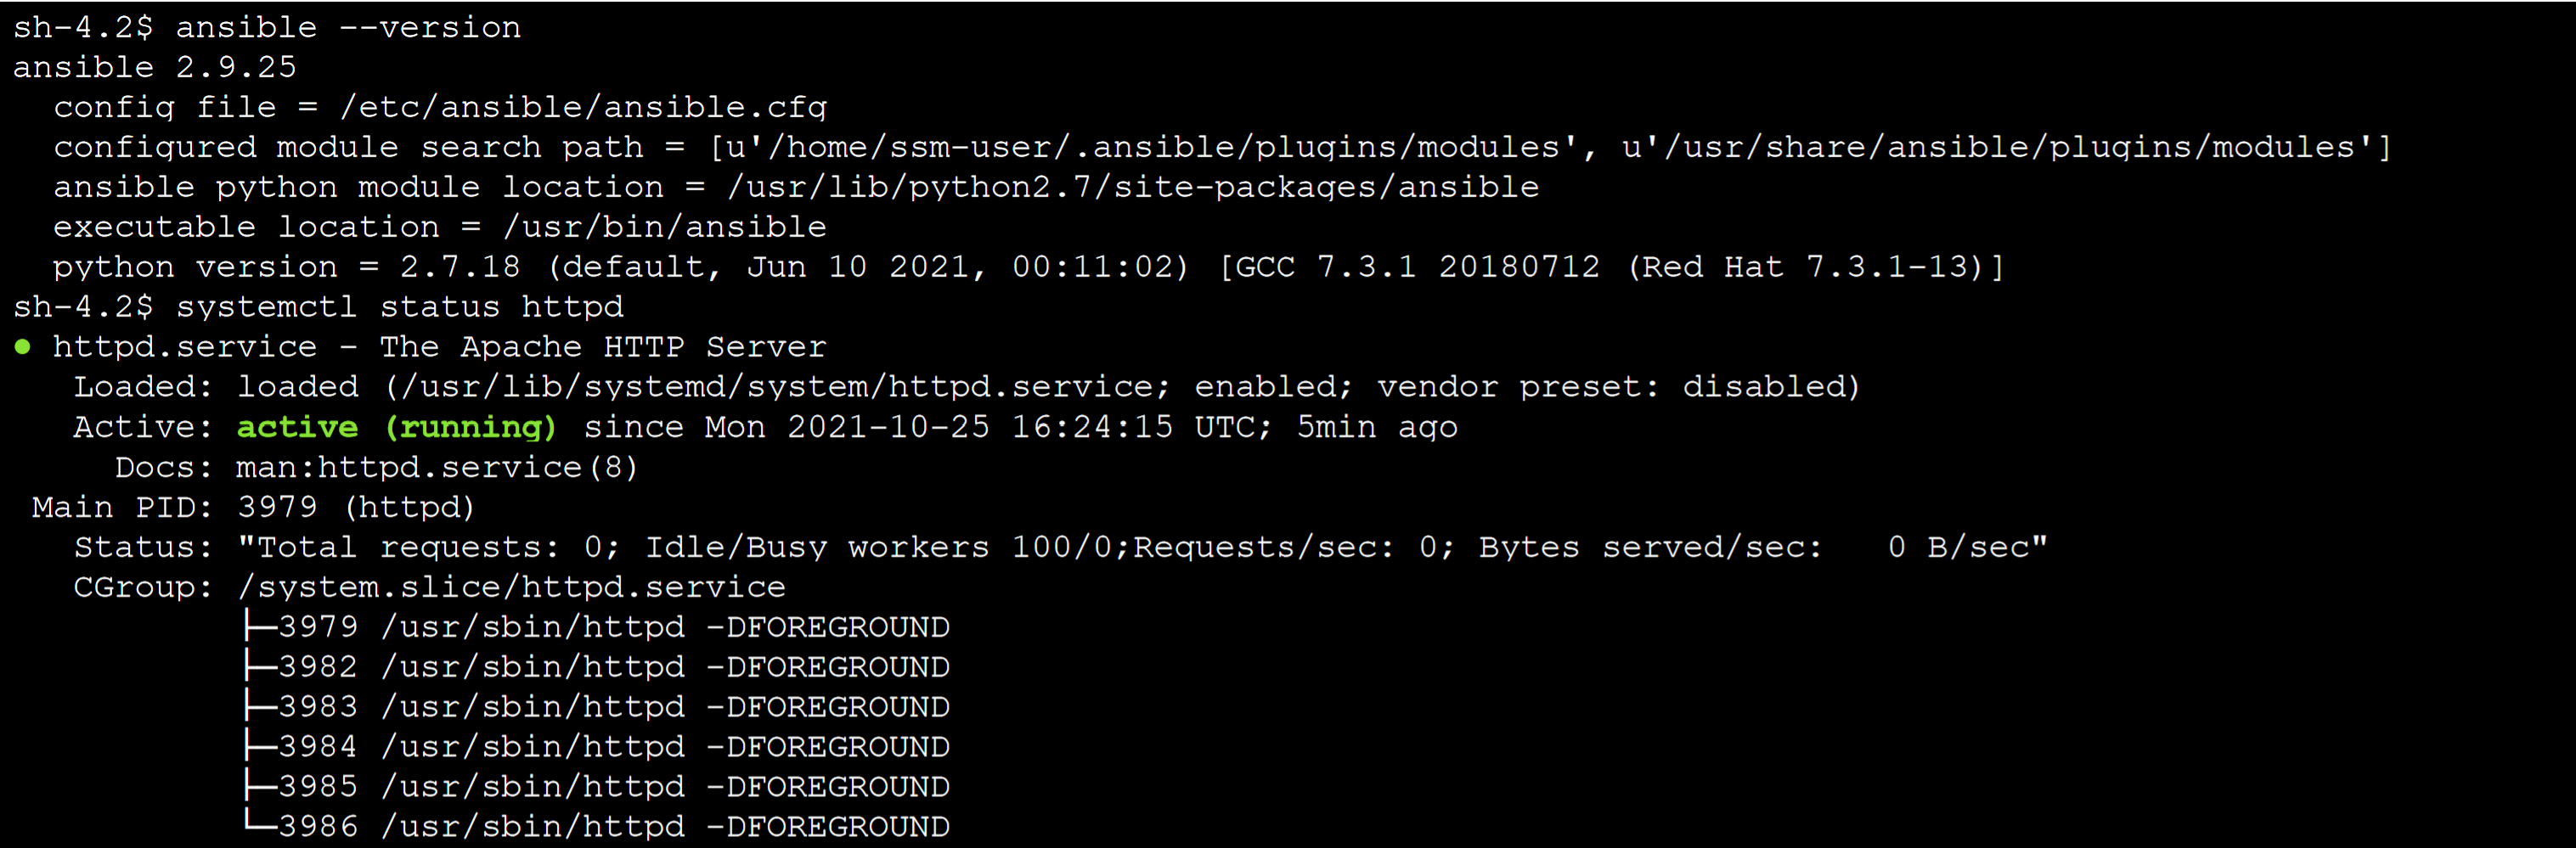 sh-4.2$ ansible --version
ansible 2.9.25
  config file = /etc/ansible/ansible.cfg
  configured module search path = [u'/home/ssm-user/.ansible/plugins/modules', u'/usr/share/ansible/plugins/modules']
  ansible python module location = /usr/lib/python2.7/site-packages/ansible
  executable location = /usr/bin/ansible
  python version = 2.7.18 (default, Jun 10 2021, 00:11:02) [GCC 7.3.1 20180712 (Red Hat 7.3.1-13)]
sh-4.2$ systemctl status httpd
● httpd.service - The Apache HTTP Server
   Loaded: loaded (/usr/lib/systemd/system/httpd.service; enabled; vendor preset: disabled)
   Active: active (running) since Mon 2021-10-25 16:24:15 UTC; 5min ago
     Docs: man:httpd.service(8)
 Main PID: 3979 (httpd)
   Status: "Total requests: 0; Idle/Busy workers 100/0;Requests/sec: 0; Bytes served/sec:   0 B/sec"
   CGroup: /system.slice/httpd.service
           ├─3979 /usr/sbin/httpd -DFOREGROUND
           ├─3982 /usr/sbin/httpd -DFOREGROUND
           ├─3983 /usr/sbin/httpd -DFOREGROUND
           ├─3984 /usr/sbin/httpd -DFOREGROUND
           ├─3985 /usr/sbin/httpd -DFOREGROUND
           └─3986 /usr/sbin/httpd -DFOREGROUND